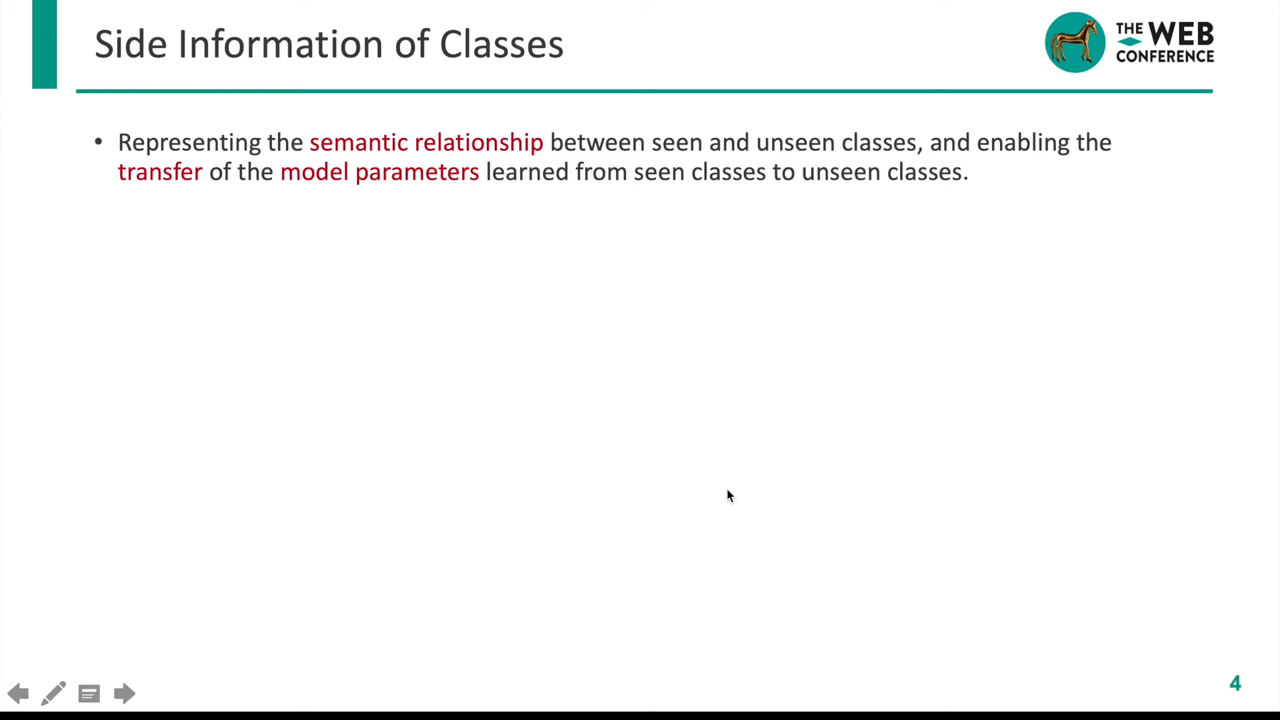 Side Information of Classes
THE WEB
CONFERENCE
• Representing the semantic relationship between seen and unseen classes, and enabling the
transfer of the model parameters learned from seen classes to unseen classes.
4